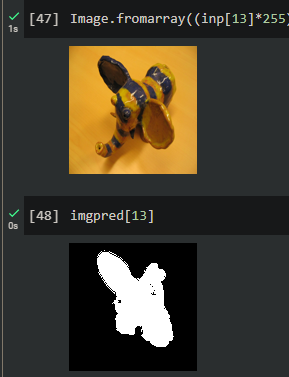 [47] Image.fromarray((inp[13]*255)
1s
[48] imgpred[13]
0s